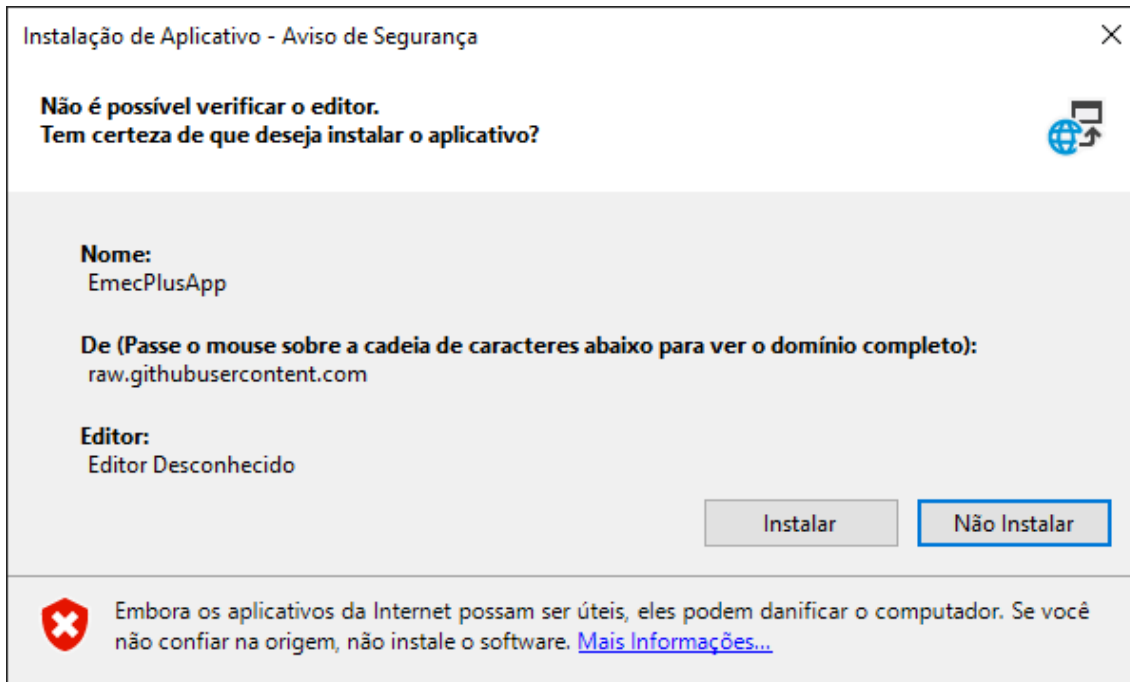 Instalação de Aplicativo - Aviso de Segurança
Não é possível verificar o editor.
Tem certeza de que deseja instalar o aplicativo?
Nome:
EmecPlusApp
De (Passe o mouse sobre a cadeia de caracteres abaixo para ver o domínio completo):
raw.githubusercontent.com
Editor:
Editor Desconhecido
Instalar
Não Instalar
Embora os aplicativos da Internet possam ser úteis, eles podem danificar o computador. Se você
não confiar na origem, não instale o software. Mais Informações...